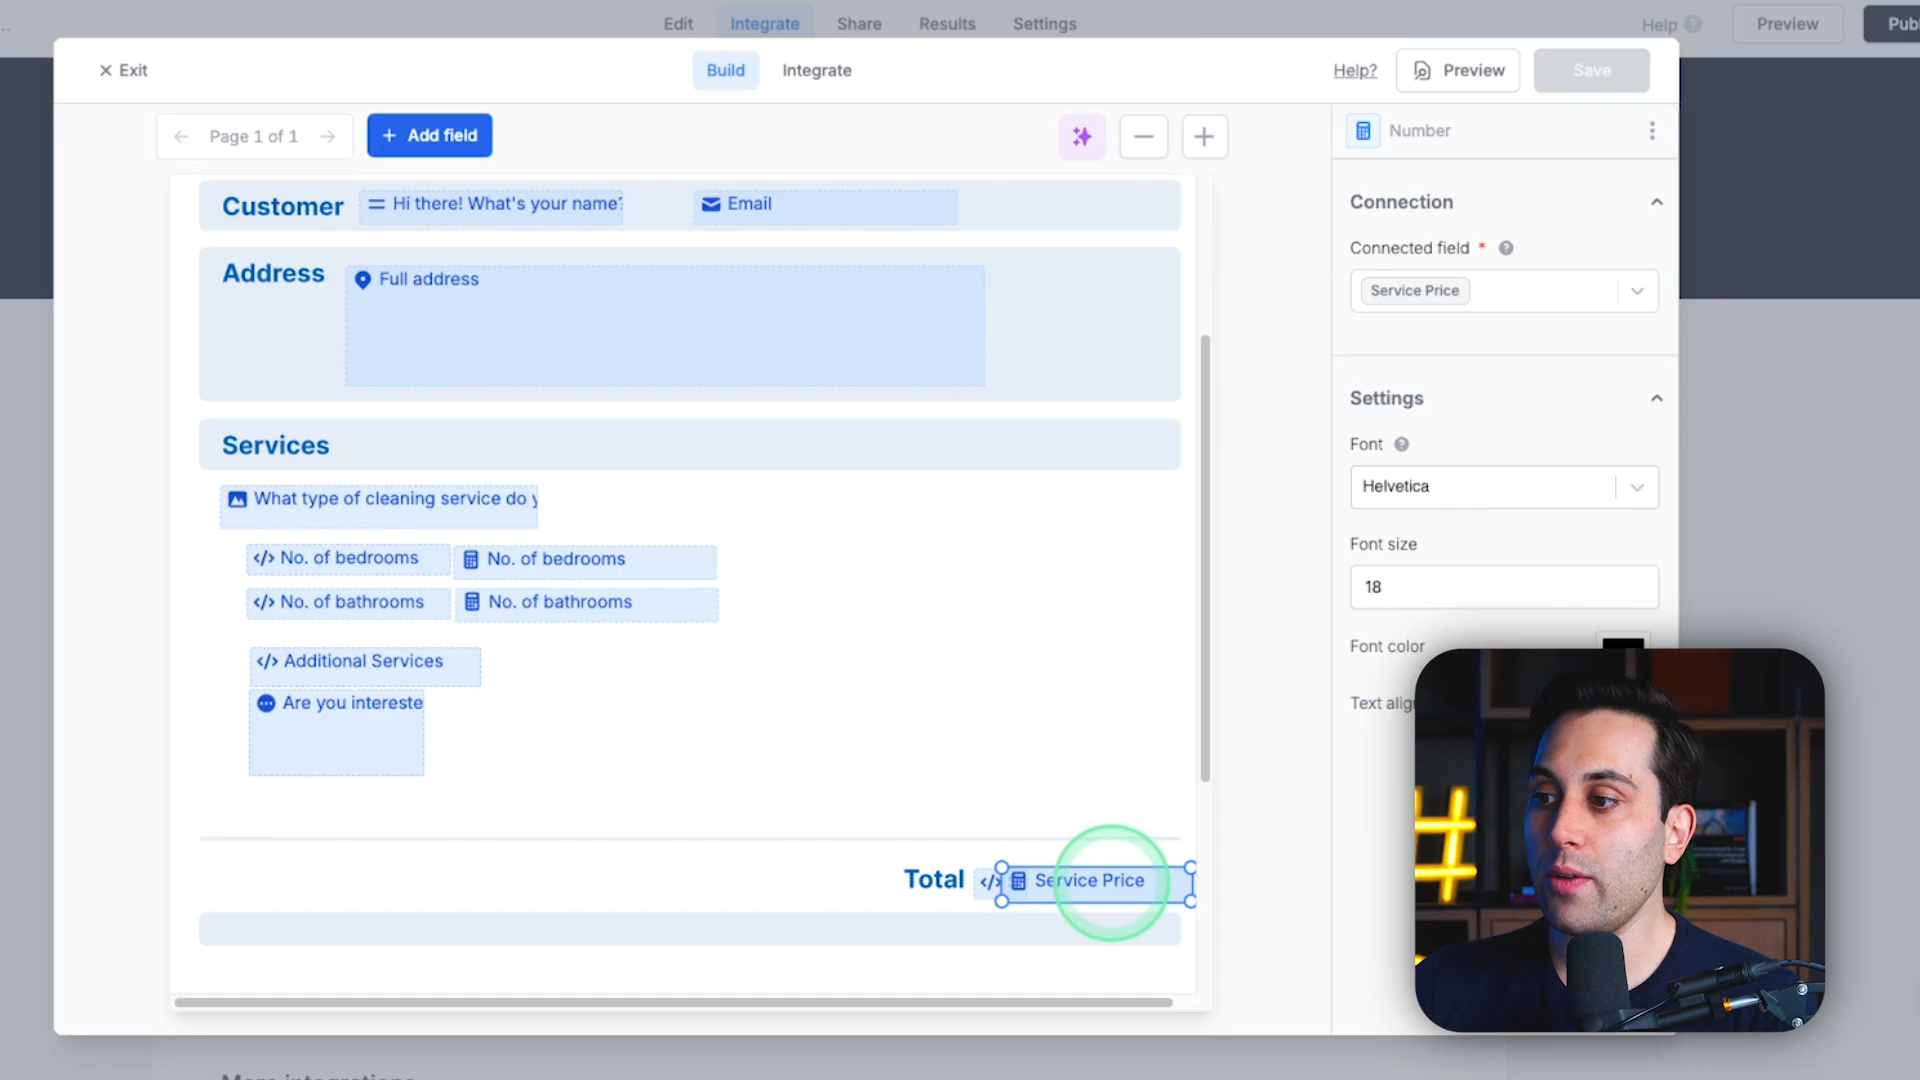 Edit
Integrate
Share
Results
Settings
Help
Preview
Exit
Build
Integrate
Help?
Preview
Save
Page 1 of 1
+ Add field
Number
Customer
Hi there! What's your name?
Email
Connection
Connected field *
Service Price
Address
Full address
Settings
Font
Helvetica
Services
What type of cleaning service do y
Font size
18
</> No. of bedrooms
No. of bedrooms
</> No. of bathrooms
No. of bathrooms
Font color
</> Additional Services
Are you intereste
Text alig
Total
</>
Service Price